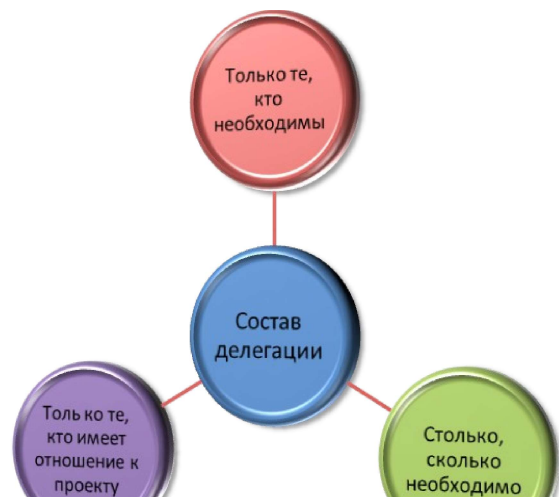 Только те,
кто
необходимы
Состав
делегации
Толь ко те,
кто имеет
отношение к
проекту
Столько,
сколько
необходимо